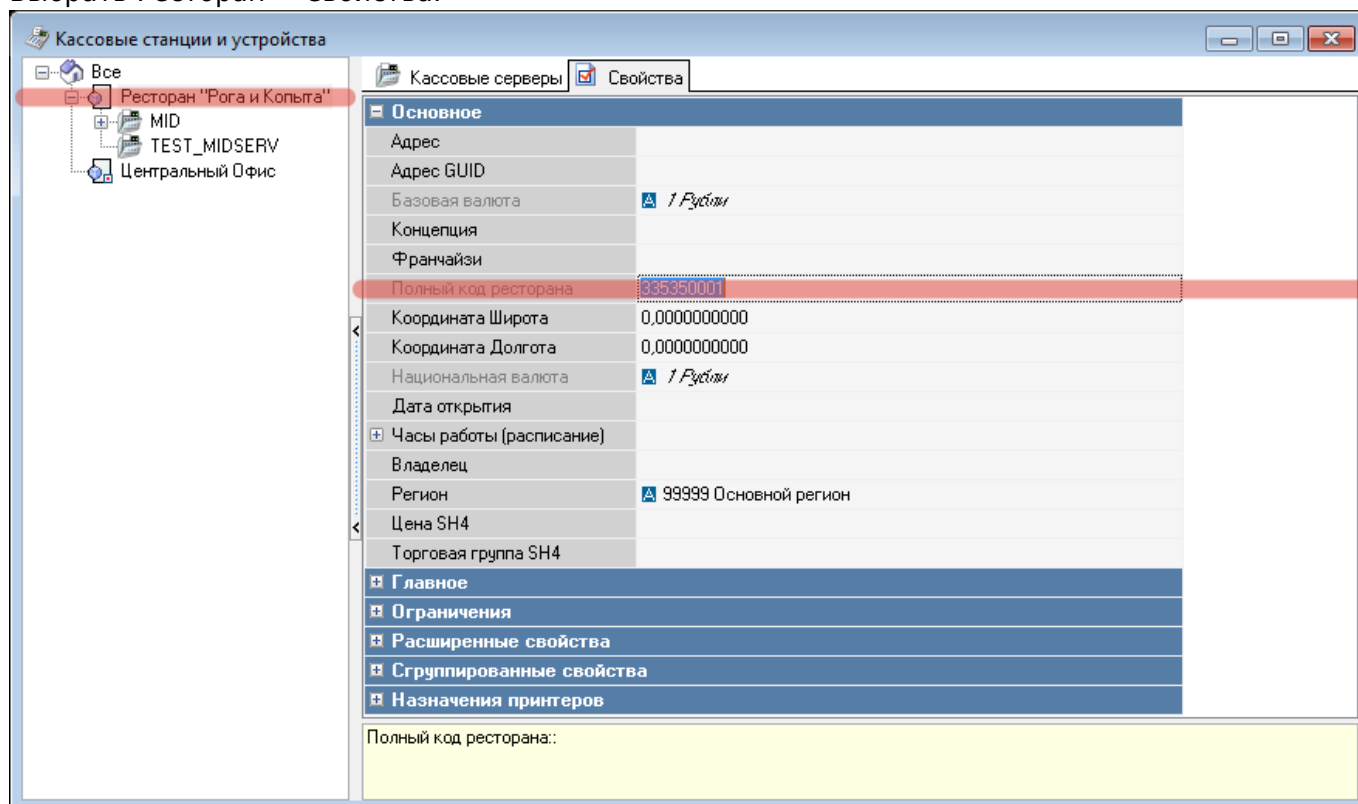 Кассовые станции и устройства
Все
Ресторан "Рога и Копыта"
MID
TEST_MIDSERV
Центральный Офис
Кассовые серверы Свойства
Основное
Адрес
Адрес GUID
Базовая валюта 1 Рубли
Концепция
Франчайзи
Полный код ресторана 335350001
Координата Широта 0,0000000000
Координата Долгота 0,0000000000
Национальная валюта 1 Рубли
Дата открытия
Часы работы (расписание)
Владелец
Регион 99999 Основной регион
Цена SH4
Торговая группа SH4
Главное
Ограничения
Расширенные свойства
Сгруппированные свойства
Назначения принтеров
Полный код ресторана::